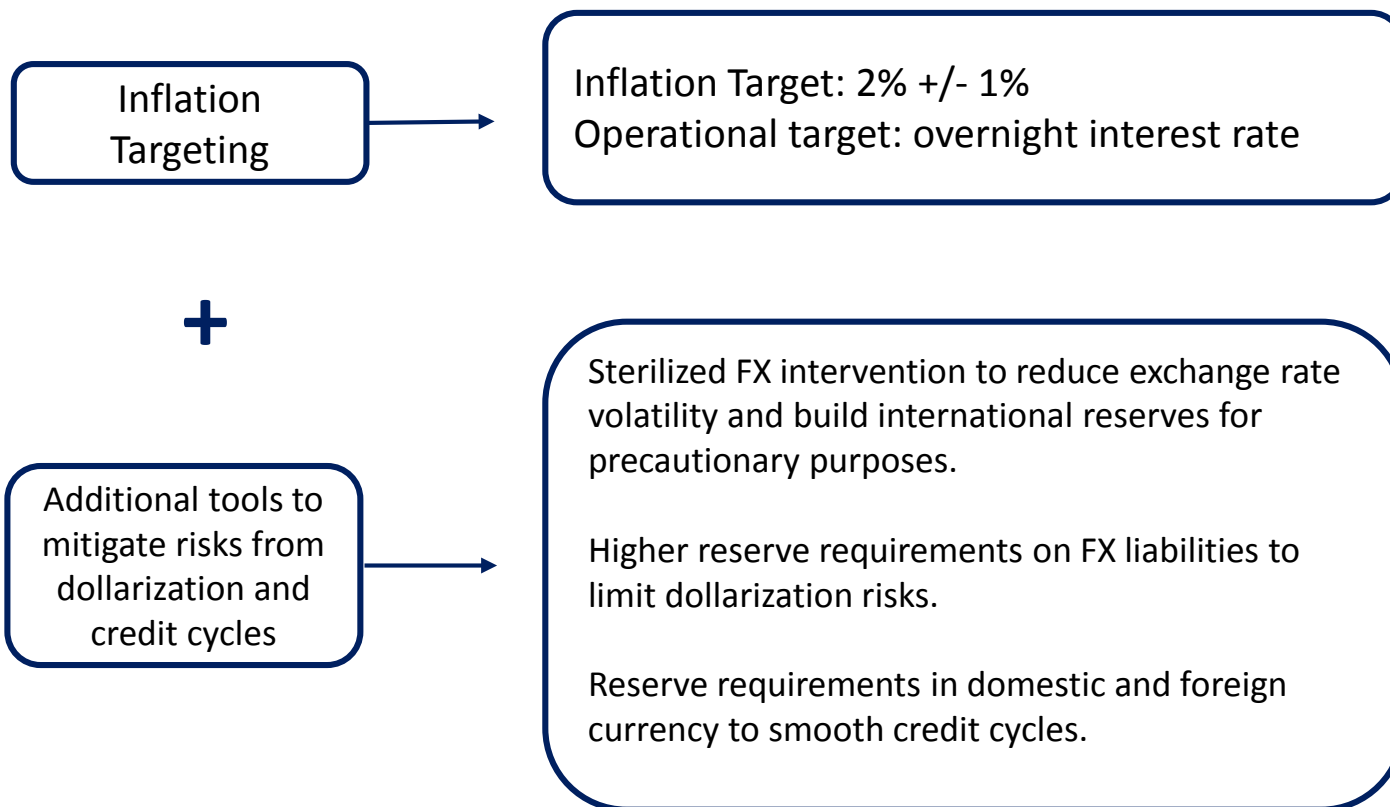 Inflation
Targeting
Inflation Target: 2% +/- 1%
Operational target: overnight interest rate
+
Additional tools to
mitigate risks from
dollarization and
credit cycles
Sterilized FX intervention to reduce exchange rate
volatility and build international reserves for
precautionary purposes.
Higher reserve requirements on FX liabilities to
limit dollarization risks.
Reserve requirements in domestic and foreign
currency to smooth credit cycles.